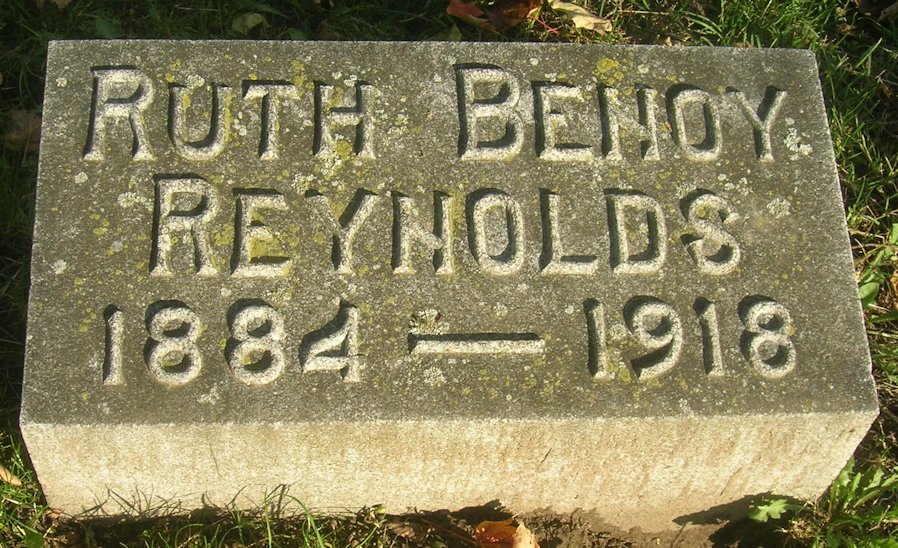 RUTH BENOY
REYNOLDS
1884 — 1918